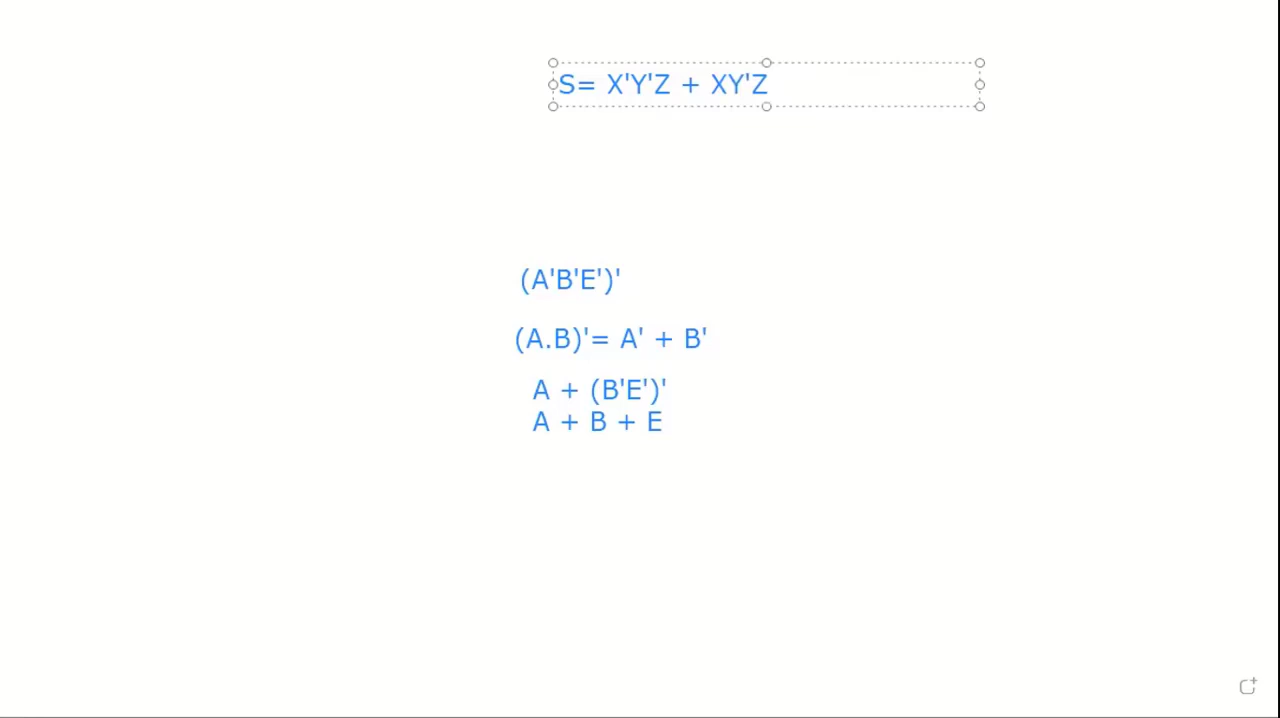 S= X'Y'Z + XY'Z
(A'B'E')'
(A.B)'= A' + B'
A + (B'E')'
A + B + E